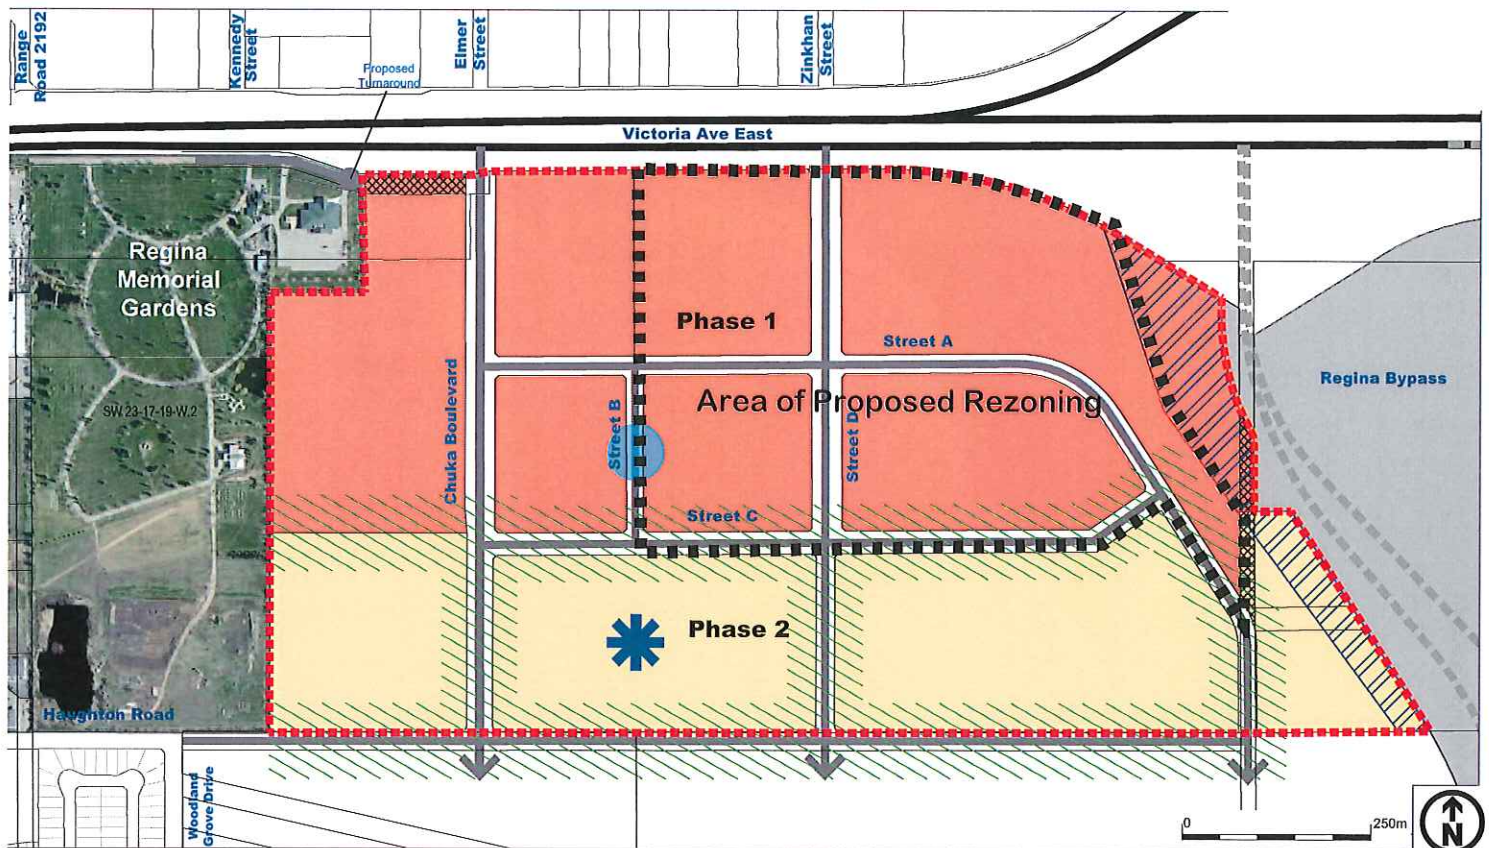 Range
Road 2192
Kennedy
Street
Elmer
Street
Zinkhan
Street
Proposed
Turnaround
Victoria Ave East
Regina
Memorial
Gardens
Phase 1
Street A
Chuka Boulevard
Regina Bypass
Area of Proposed Rezoning
SW 23-17-19-W.2
Street B
Street D
Street C
Phase 2
Haughton Road
Woodland
Grove Drive
0
250m
N